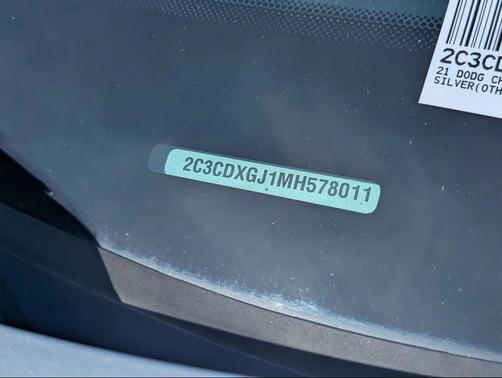 2C3CD
21 DODG CH
SILVER(OTH
2C3CDXGJ1MH578011